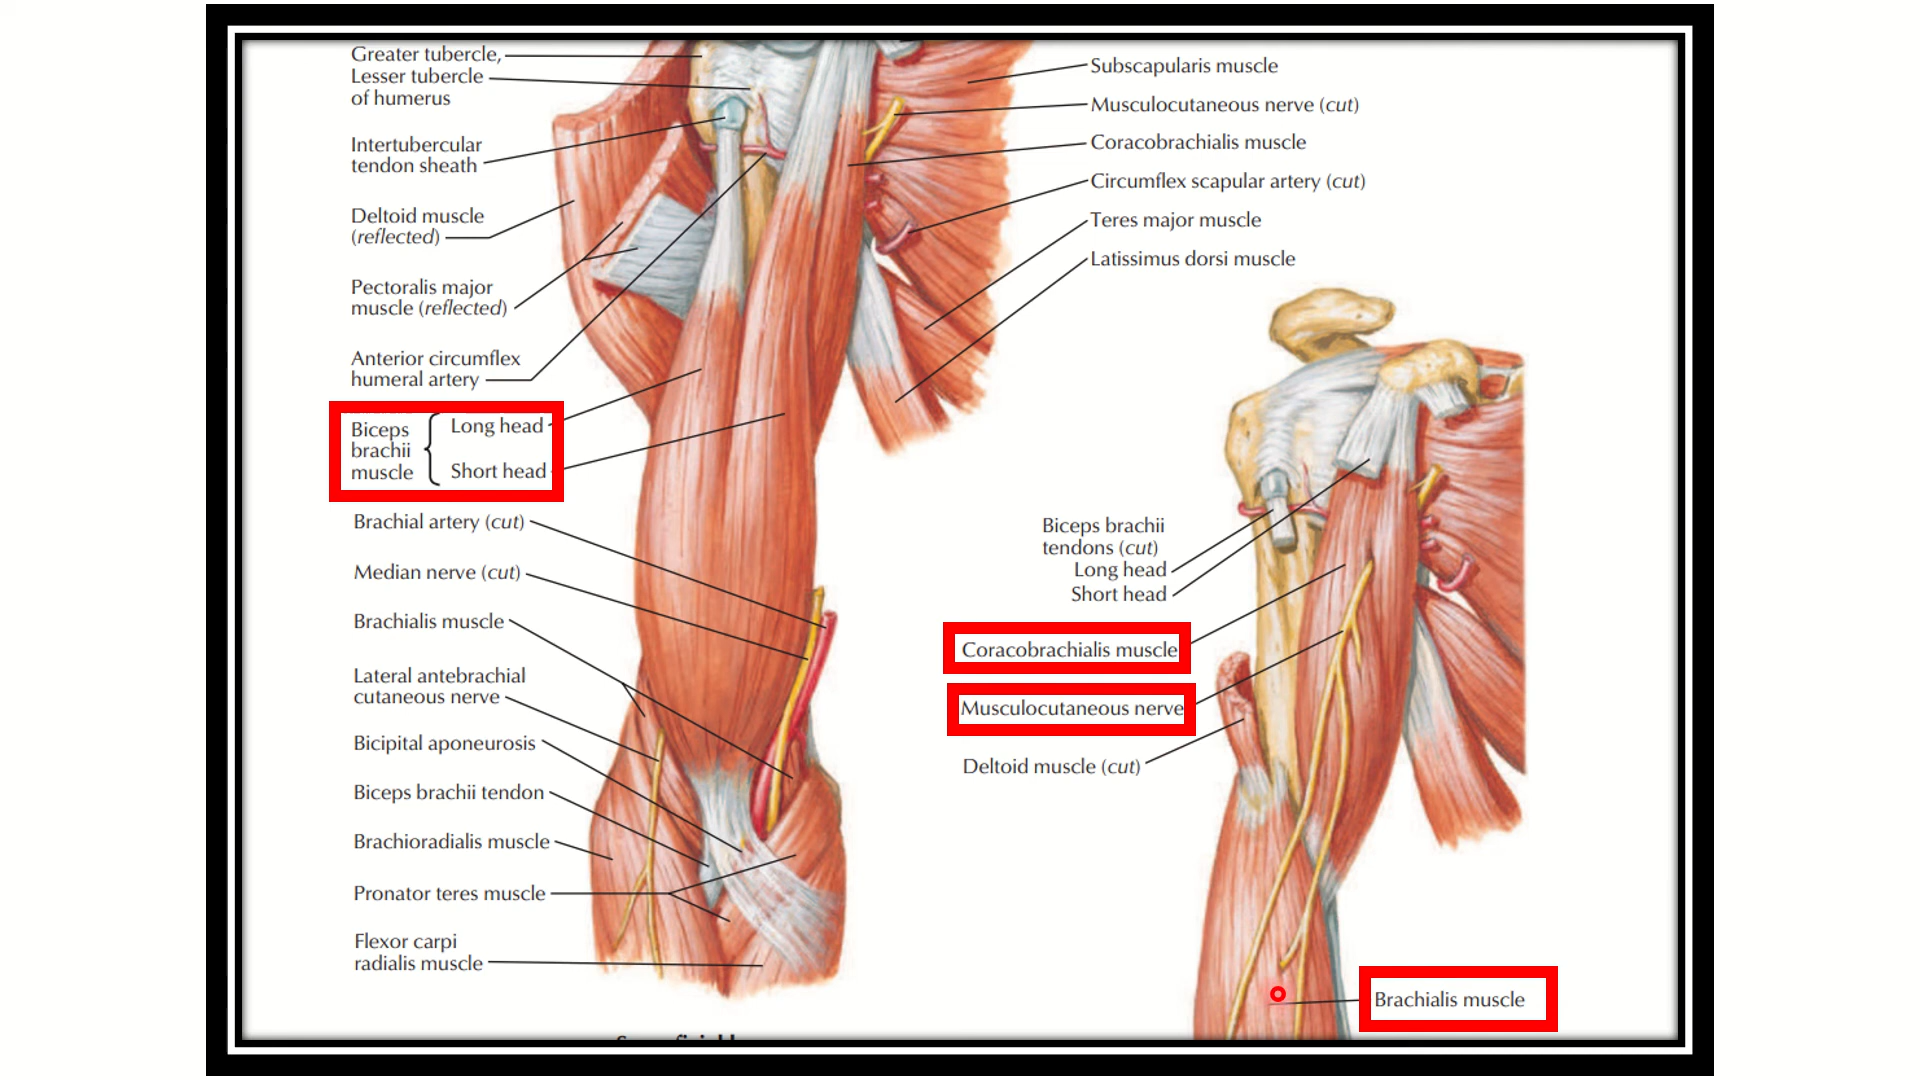 Greater tubercle,
Lesser tubercle
of humerus
Intertubercular
tendon sheath
Deltoid muscle
(reflected)
Pectoralis major
muscle (reflected)
Anterior circumflex
humeral artery
Biceps
brachii
muscle
Long head
Short head
Brachial artery (cut)
Median nerve (cut)
Brachialis muscle
Lateral antebrachial
cutaneous nerve
Bicipital aponeurosis
Biceps brachii tendon
Brachioradialis muscle
Pronator teres muscle
Flexor carpi
radialis muscle
Subscapularis muscle
Musculocutaneous nerve (cut)
Coracobrachialis muscle
Circumflex scapular artery (cut)
Teres major muscle
Latissimus dorsi muscle
Biceps brachii
tendons (cut)
Long head
Short head
Coracobrachialis muscle
Musculocutaneous nerve
Deltoid muscle (cut)
Brachialis muscle